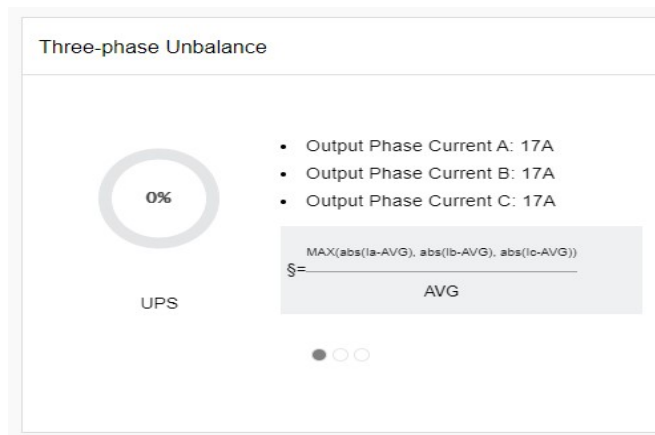 Three-phase Unbalance
0%
UPS
• Output Phase Current A: 17A
• Output Phase Current B: 17A
• Output Phase Current C: 17A
MAX(abs(Ia-AVG), abs(Ib-AVG), abs(Ic-AVG))
§=
AVG